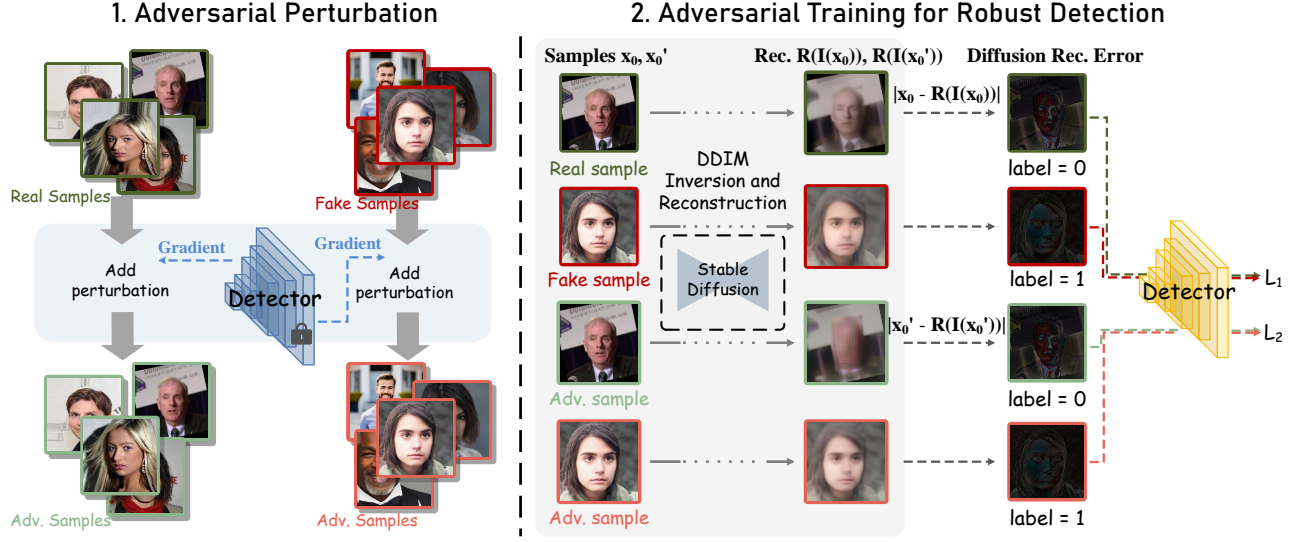 1. Adversarial Perturbation
Real Samples
Fake Samples
Gradient
Gradient
Add
perturbation
Detector
Add
perturbation
Adv. Samples
Adv. Samples
2. Adversarial Training for Robust Detection
Samples x₀, x₀'
Rec. R(I(x₀)), R(I(x₀'))
Diffusion Rec. Error
|x₀ - R(I(x₀))|
Real sample
label = 0
DDIM
Inversion and
Reconstruction
Fake sample
label = 1
Stable
Diffusion
Detector
L₁
L₂
|x₀' - R(I(x₀'))|
Adv. sample
label = 0
Adv. sample
label = 1